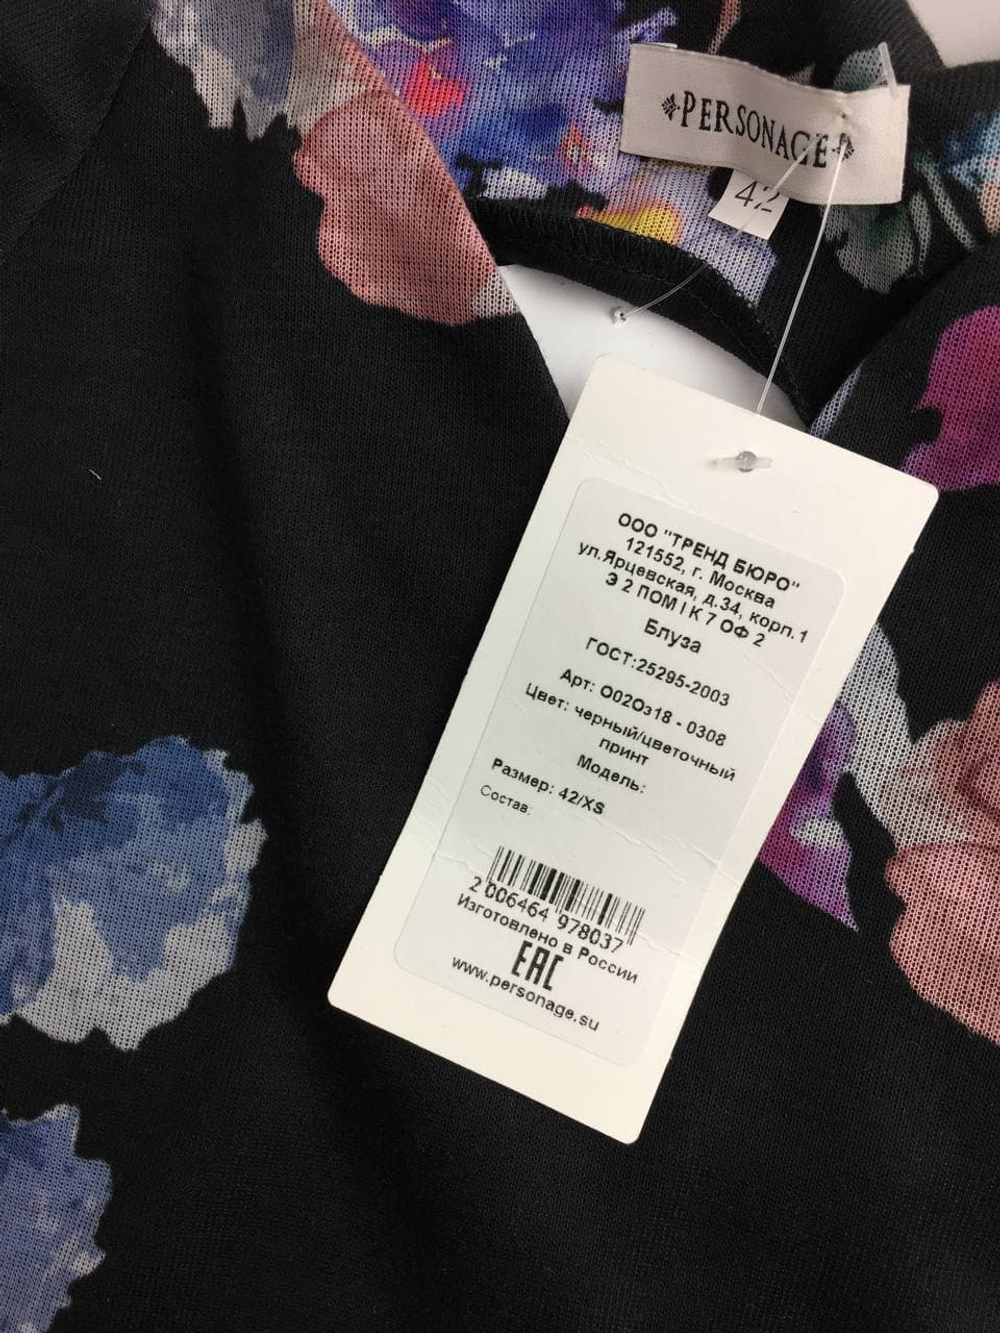 PERSONAGE
42
ООО "ТРЕНД БЮРО"
121552, г. Москва
ул.Ярцевская, д.34, корп. 1
Э 2 ПОМ I К 7 ОФ 2
Блуза
ГОСТ:25295-2003
Арт: О02Оз18 - 0308
Цвет: черный/цветочный
принт
Модель:
Размер: 42/XS
Состав:
2 006464 978037
Изготовлено в России
ЕАС
www.personage.su